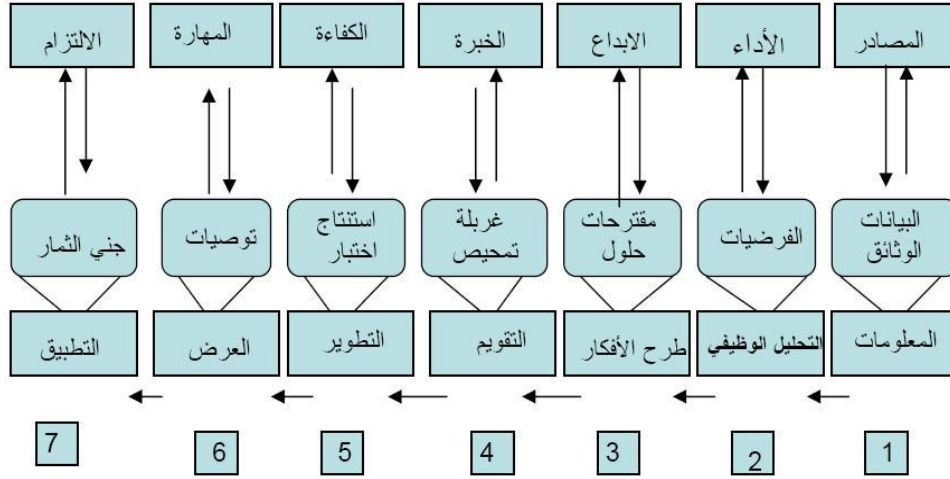 المصادر
الأداء
الابداع
الخبرة
الكفاءة
المهارة
الالتزام
البيانات
الوثائق
الفرضيات
مقترحات
حلول
غربلة
تمحيص
استنتاج
اختبار
توصيات
جني الثمار
المعلومات
التحليل الوظيفي
طرح الأفكار
التقويم
التطوير
العرض
التطبيق
1
2
3
4
5
6
7